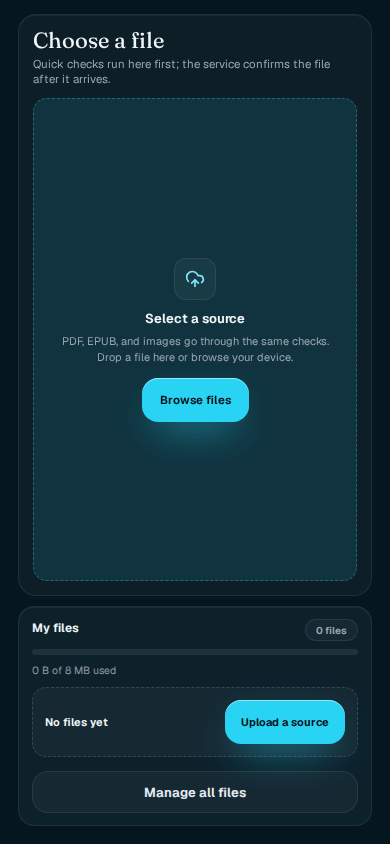 Choose a file
Quick checks run here first; the service confirms the file
after it arrives.
Select a source
PDF, EPUB, and images go through the same checks.
Drop a file here or browse your device.
Browse files
My files
0 files
0 B of 8 MB used
No files yet
Upload a source
Manage all files